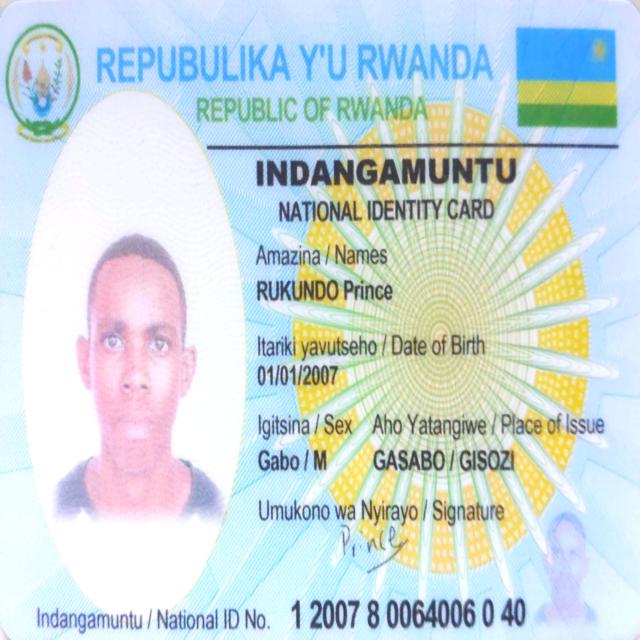 REPUBULIKA Y'U RWANDA
REPUBLIC OF RWANDA
INDANGAMUNTU
NATIONAL IDENTITY CARD
Amazina / Names
RUKUNDO Prince
Itariki yavutseho / Date of Birth
01/01/2007
Igitsina / Sex Aho Yatangiwe / Place of Issue
Gabo / M GASABO / GISOZI
Umukono wa Nyirayo / Signature
Prince
Indangamuntu / National ID No. 1 2007 8 0064006 0 40